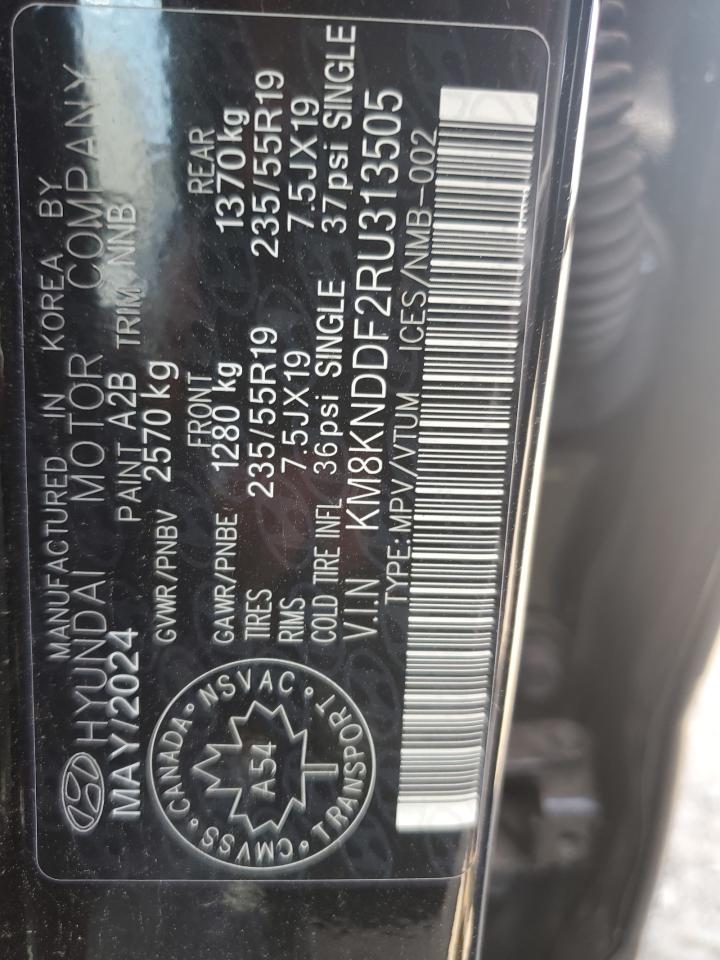 MANUFACTURED IN KOREA BY
HYUNDAI MOTOR COMPANY
MAY/2024 PAINT A2B TRIM NNB
GVWR/PNBV 2570 kg
FRONT REAR
GAWR/PNBE 1280 kg 1370 kg
TIRES 235/55R19 235/55R19
RIMS 7.5JX19 7.5JX19
COLD TIRE INFL 36psi SINGLE 37psi SINGLE
V.I.N KM8KNDDF2RU313505
TYPE:MPV/VTUM ICES/NMB-002
CANADA • NSVAC • TRANSPORT • CMVSS •
A54